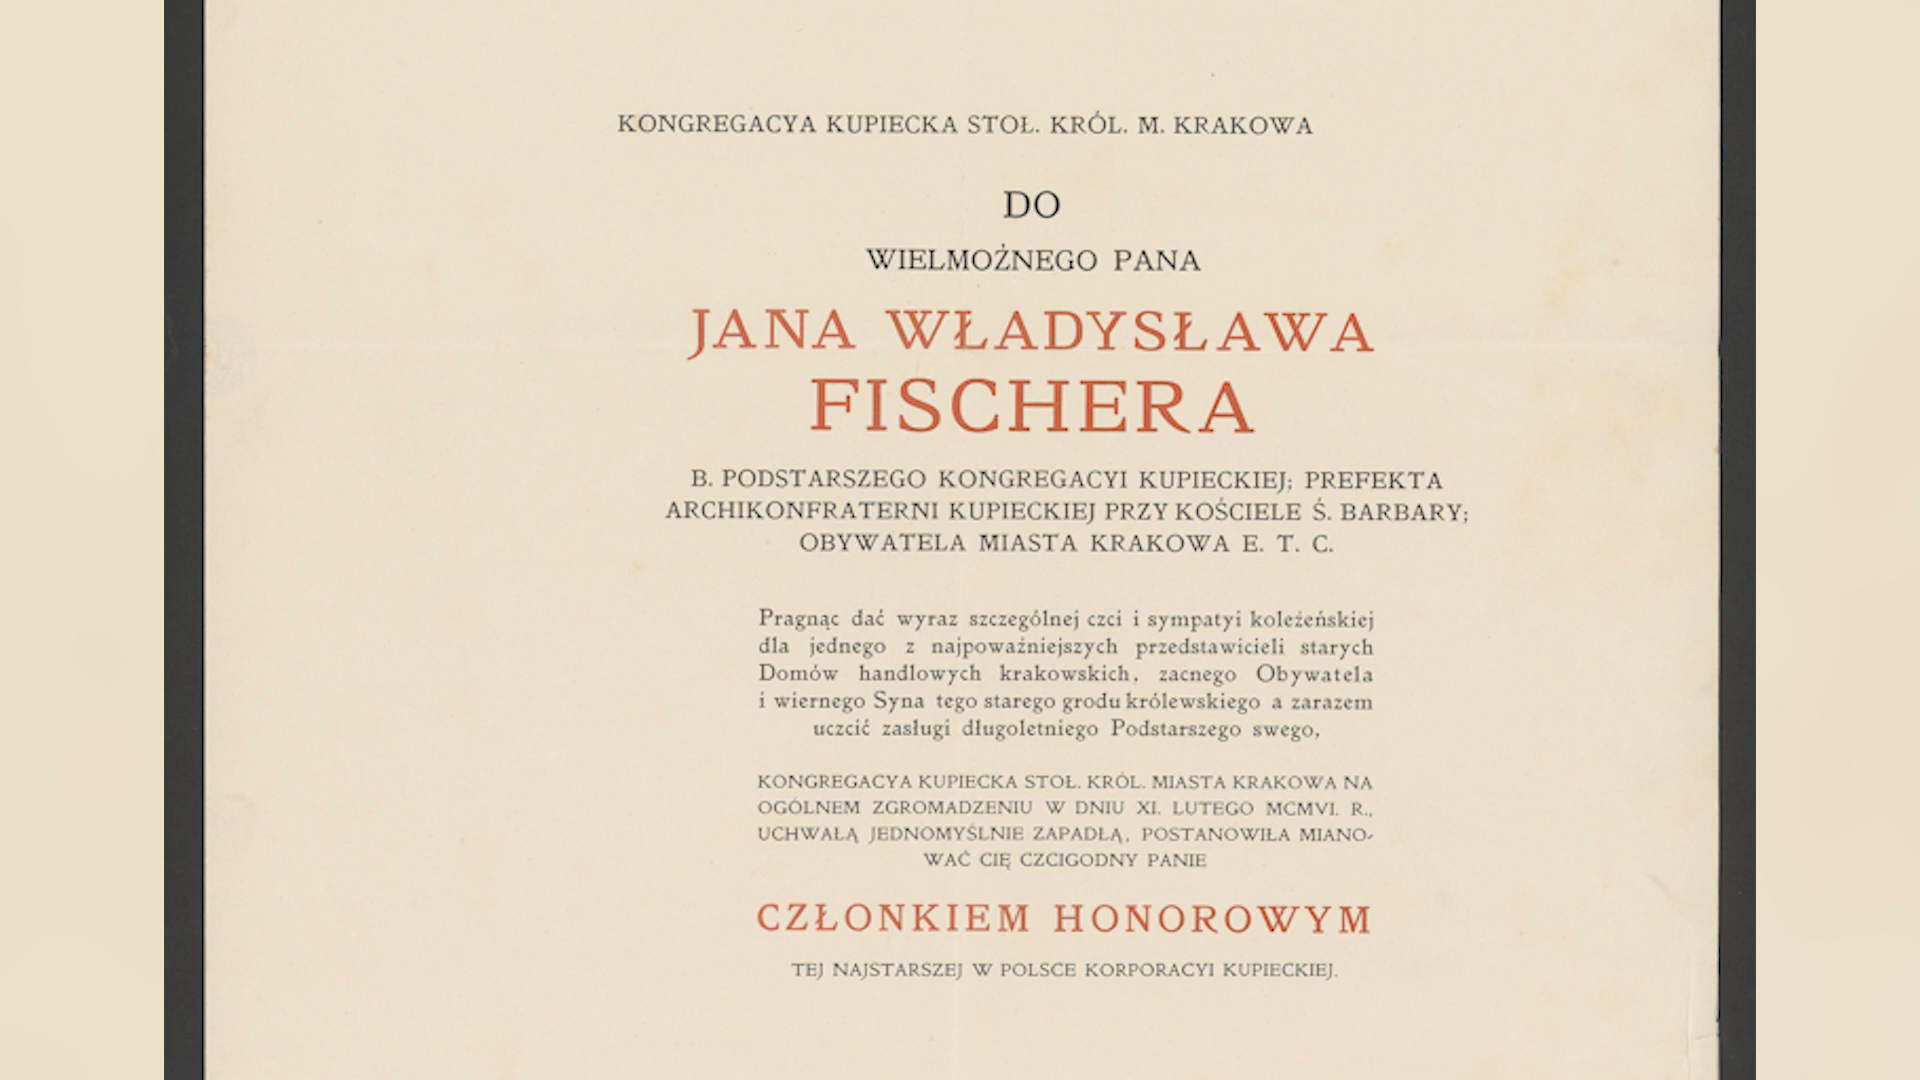 KONGREGACYA KUPIECKA STOŁ. KRÓL. M. KRAKOWA
DO
WIELMOŻNEGO PANA
JANA WŁADYSŁAWA
FISCHERA
B. PODSTARSZEGO KONGREGACYI KUPIECKIEJ; PREFEKTA
ARCHIKONFRATERNI KUPIECKIEJ PRZY KOŚCIELE Ś. BARBARY;
OBYWATELA MIASTA KRAKOWA E. T. C.
Pragnąc dać wyraz szczególnej czci i sympatyi koleżeńskiej
dla jednego z najpoważniejszych przedstawicieli starych
Domów handlowych krakowskich, zacnego Obywatela
i wiernego Syna tego starego grodu królewskiego a zarazem
uczcić zasługi długoletniego Podstarszego swego,
KONGREGACYA KUPIECKA STOŁ. KRÓL. MIASTA KRAKOWA NA
OGÓLNEM ZGROMADZENIU W DNIU XI. LUTEGO MCMVI. R.,
UCHWAŁĄ JEDNOMYŚLNIE ZAPADŁĄ, POSTANOWIŁA MIANO-
WAĆ CIĘ CZCIGODNY PANIE
CZŁONKIEM HONOROWYM
TEJ NAJSTARSZEJ W POLSCE KORPORACYI KUPIECKIEJ.